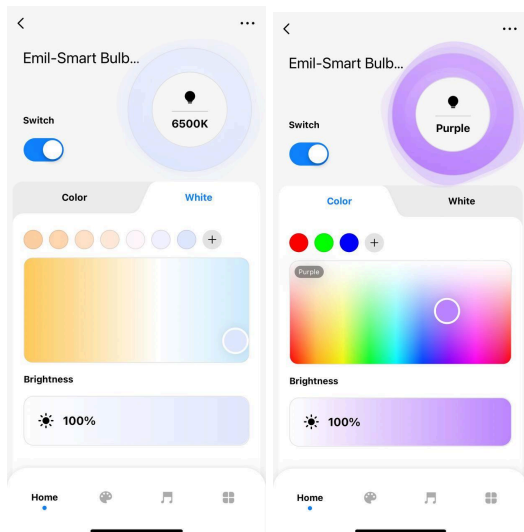 Emil-Smart Bulb...
6500K
Switch
Color
White
Brightness
100%
Home
Emil-Smart Bulb...
Purple
Switch
Color
White
Purple
Brightness
100%
Home